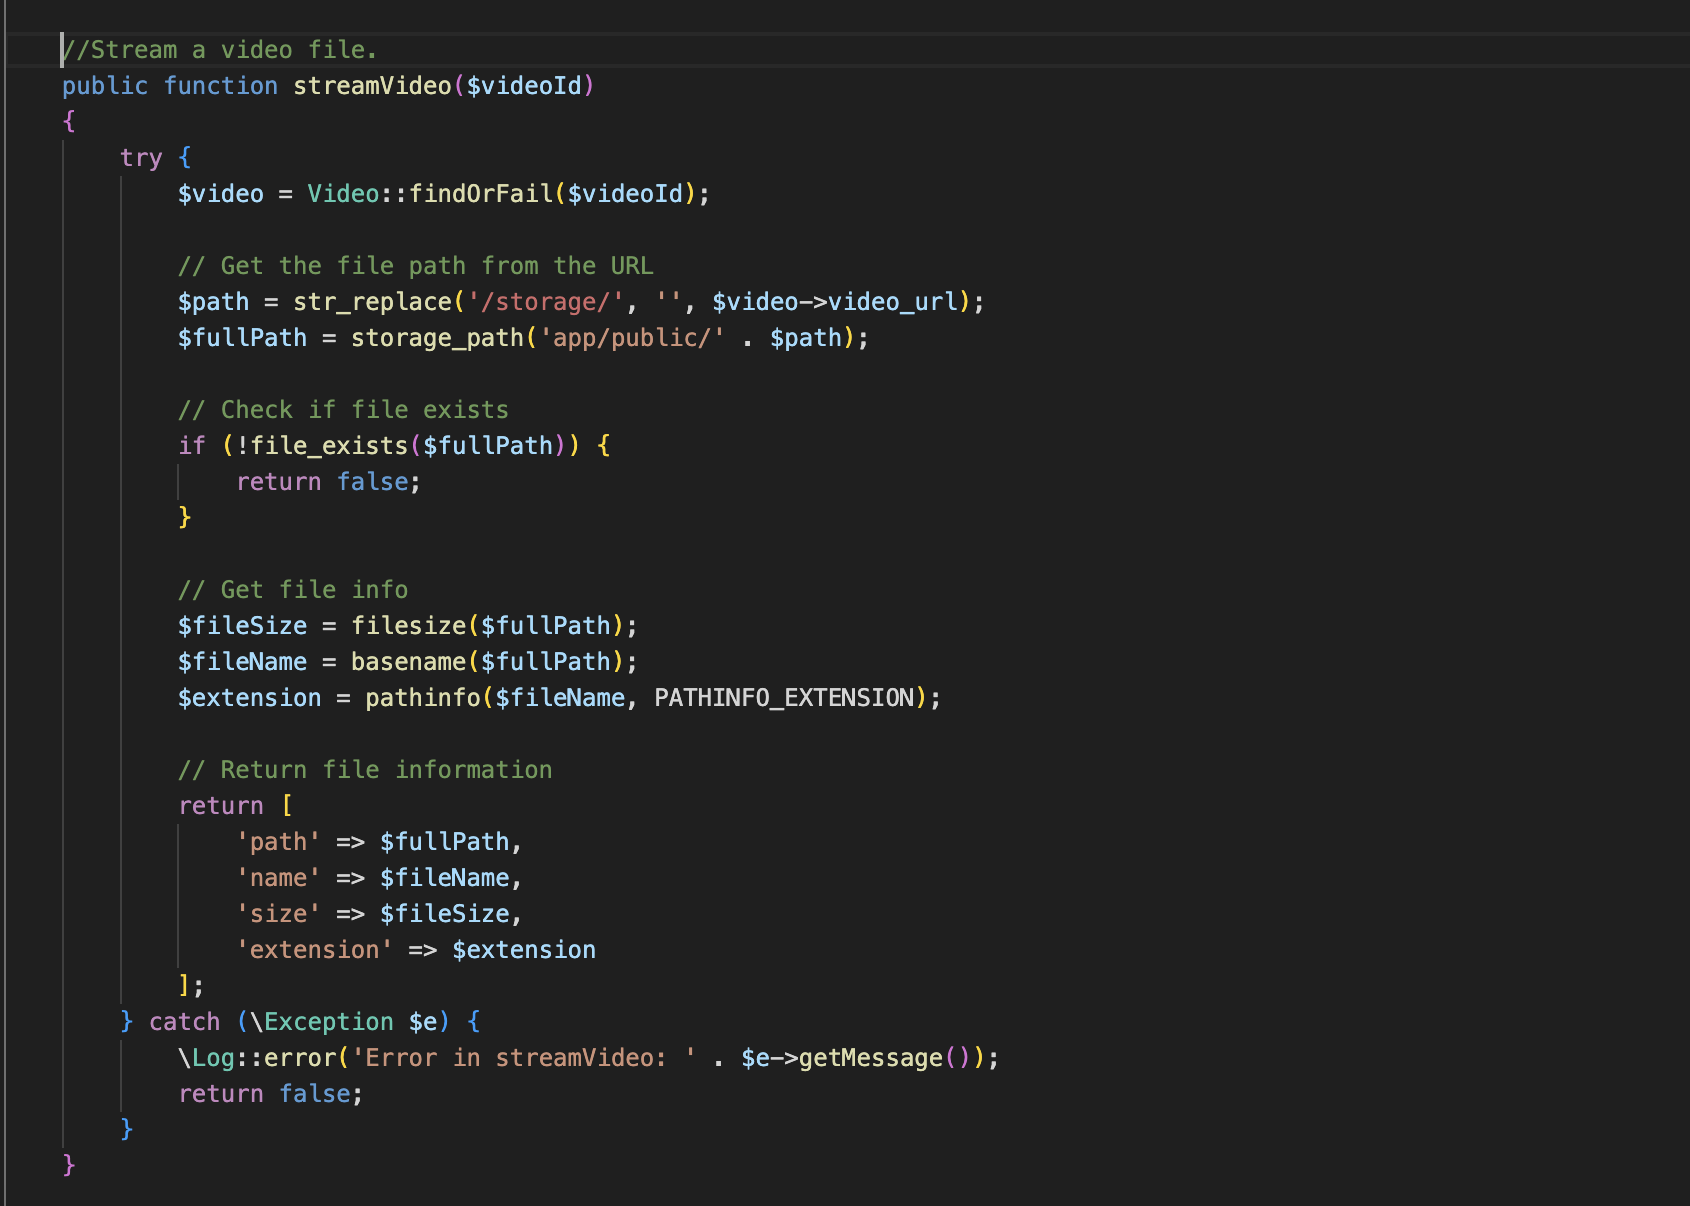 //Stream a video file.
public function streamVideo($videoId)
{
    try {
        $video = Video::findOrFail($videoId);

        // Get the file path from the URL
        $path = str_replace('/storage/', '', $video->video_url);
        $fullPath = storage_path('app/public/' . $path);

        // Check if file exists
        if (!file_exists($fullPath)) {
            return false;
        }

        // Get file info
        $fileSize = filesize($fullPath);
        $fileName = basename($fullPath);
        $extension = pathinfo($fileName, PATHINFO_EXTENSION);

        // Return file information
        return [
            'path' => $fullPath,
            'name' => $fileName,
            'size' => $fileSize,
            'extension' => $extension
        ];
    } catch (\Exception $e) {
        \Log::error('Error in streamVideo: ' . $e->getMessage());
        return false;
    }
}